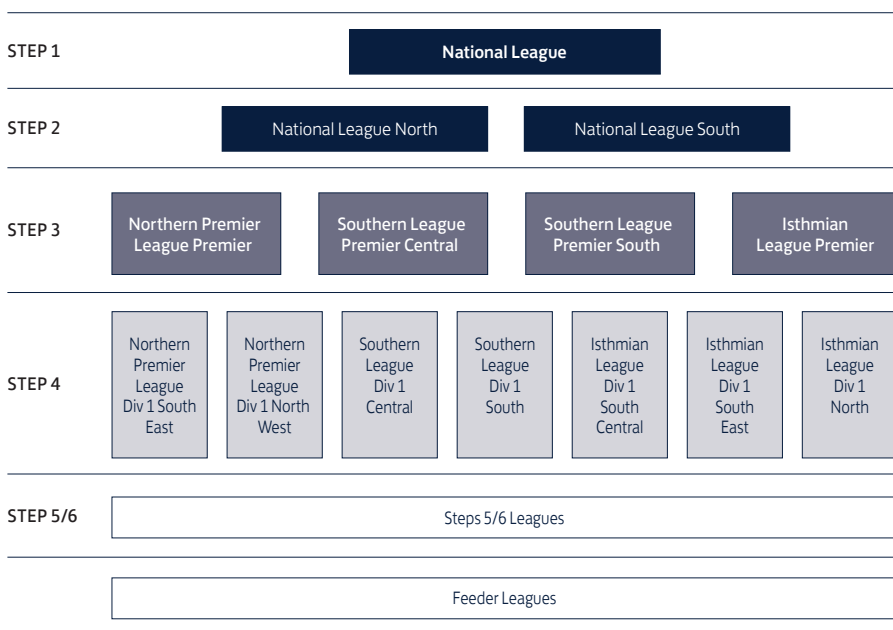 STEP 1
National League
STEP 2
National League North
National League South
STEP 3
Northern Premier
League Premier
Southern League
Premier Central
Southern League
Premier South
Isthmian
League Premier
STEP 4
Northern
Premier
League
Div 1 South
East
Northern
Premier
League
Div 1 North
West
Southern
League
Div 1
Central
Southern
League
Div 1
South
Isthmian
League
Div 1
South
Central
Isthmian
League
Div 1
South
East
Isthmian
League
Div 1
North
STEP 5/6
Steps 5/6 Leagues
Feeder Leagues